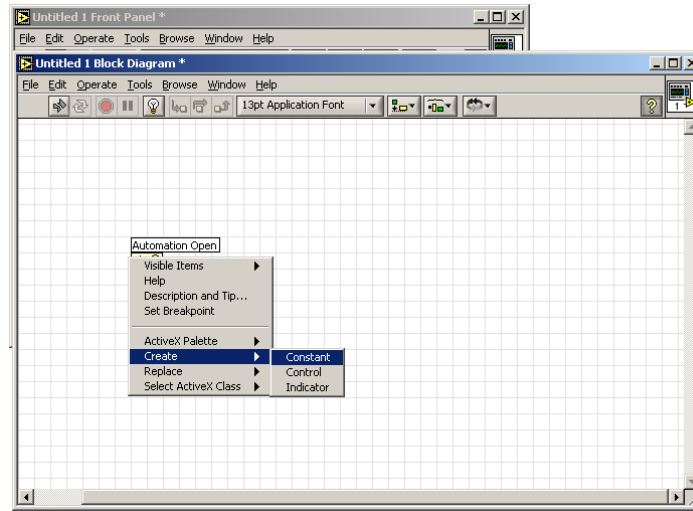 Untitled 1 Front Panel *
File Edit Operate Tools Browse Window Help
Untitled 1 Block Diagram *
File Edit Operate Tools Browse Window Help
13pt Application Font
?
1
Automation Open
Visible Items
Help
Description and Tip...
Set Breakpoint
ActiveX Palette
Create
Constant
Replace
Control
Select ActiveX Class
Indicator